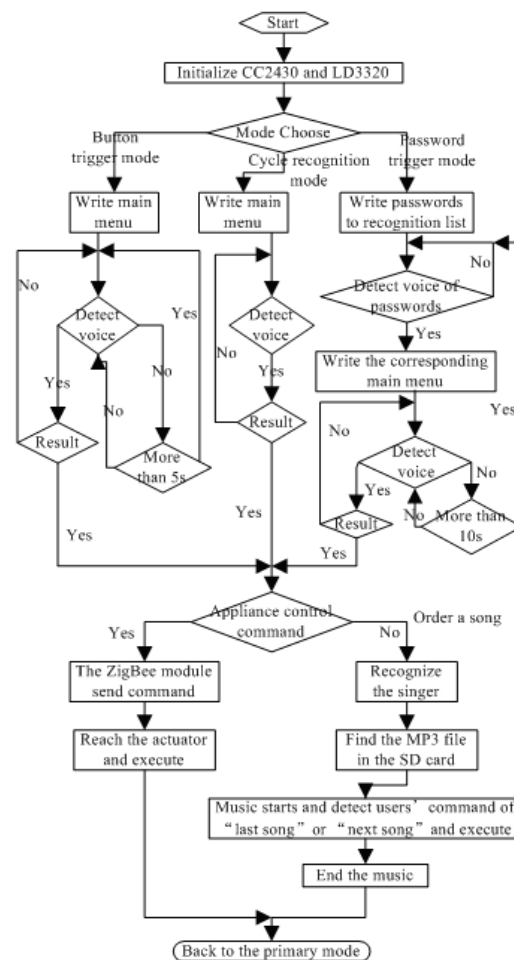 Start
Initialize CC2430 and LD3320
Mode Choose
Button
trigger mode
Cycle recognition
mode
Password
trigger mode
Write main
menu
Write main
menu
Write passwords
to recognition list
No
Detect
voice
Yes
Yes
No
No
Result
More
than 5s
Yes
Detect
voice
No
Yes
Result
Yes
No
Detect voice of
passwords
Yes
Write the corresponding
main menu
Yes
No
Detect
voice
Yes
No
Result
No
More than
10s
Yes
Appliance control
command
Yes
No
Order a song
The ZigBee module
send command
Reach the actuator
and execute
Recognize
the singer
Find the MP3 file
in the SD card
Music starts and detect users’ command of
“last song” or “next song” and execute
End the music
Back to the primary mode